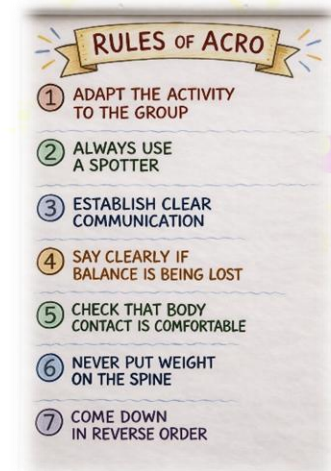 RULES OF ACRO
1 ADAPT THE ACTIVITY
TO THE GROUP
2 ALWAYS USE
A SPOTTER
3 ESTABLISH CLEAR
COMMUNICATION
4 SAY CLEARLY IF
BALANCE IS BEING LOST
5 CHECK THAT BODY
CONTACT IS COMFORTABLE
6 NEVER PUT WEIGHT
ON THE SPINE
7 COME DOWN
IN REVERSE ORDER